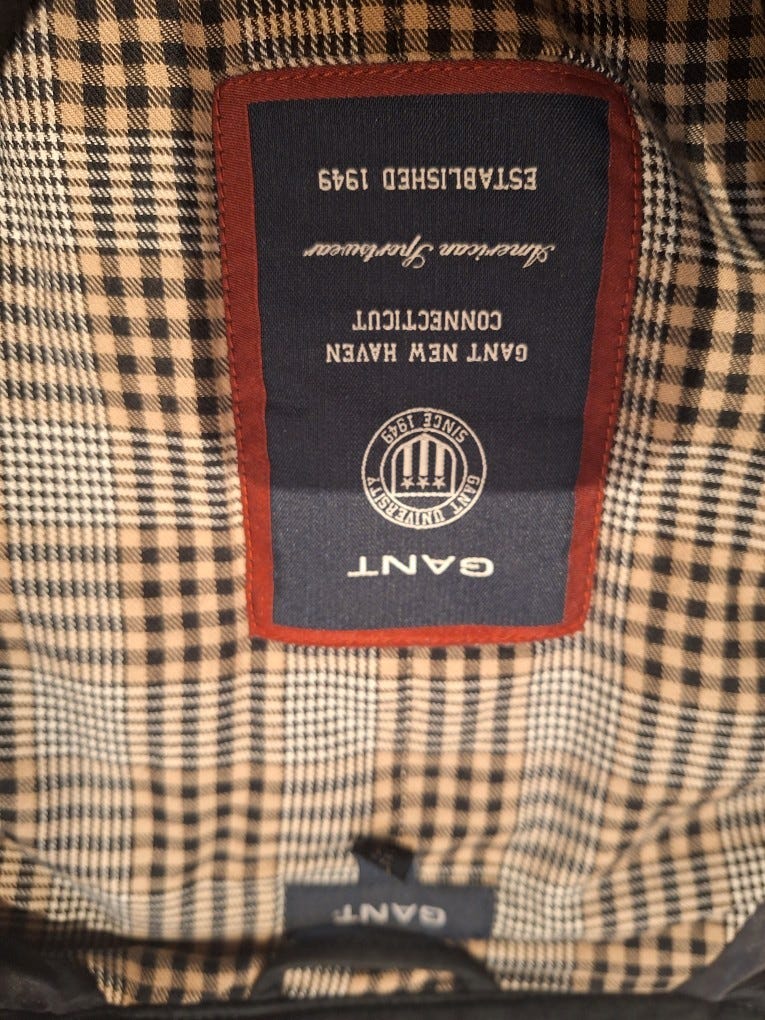 GANT
GANT
GANT UNIVERSITY
SINCE 1949
GANT NEW HAVEN
CONNECTICUT
American Sportswear
ESTABLISHED 1949